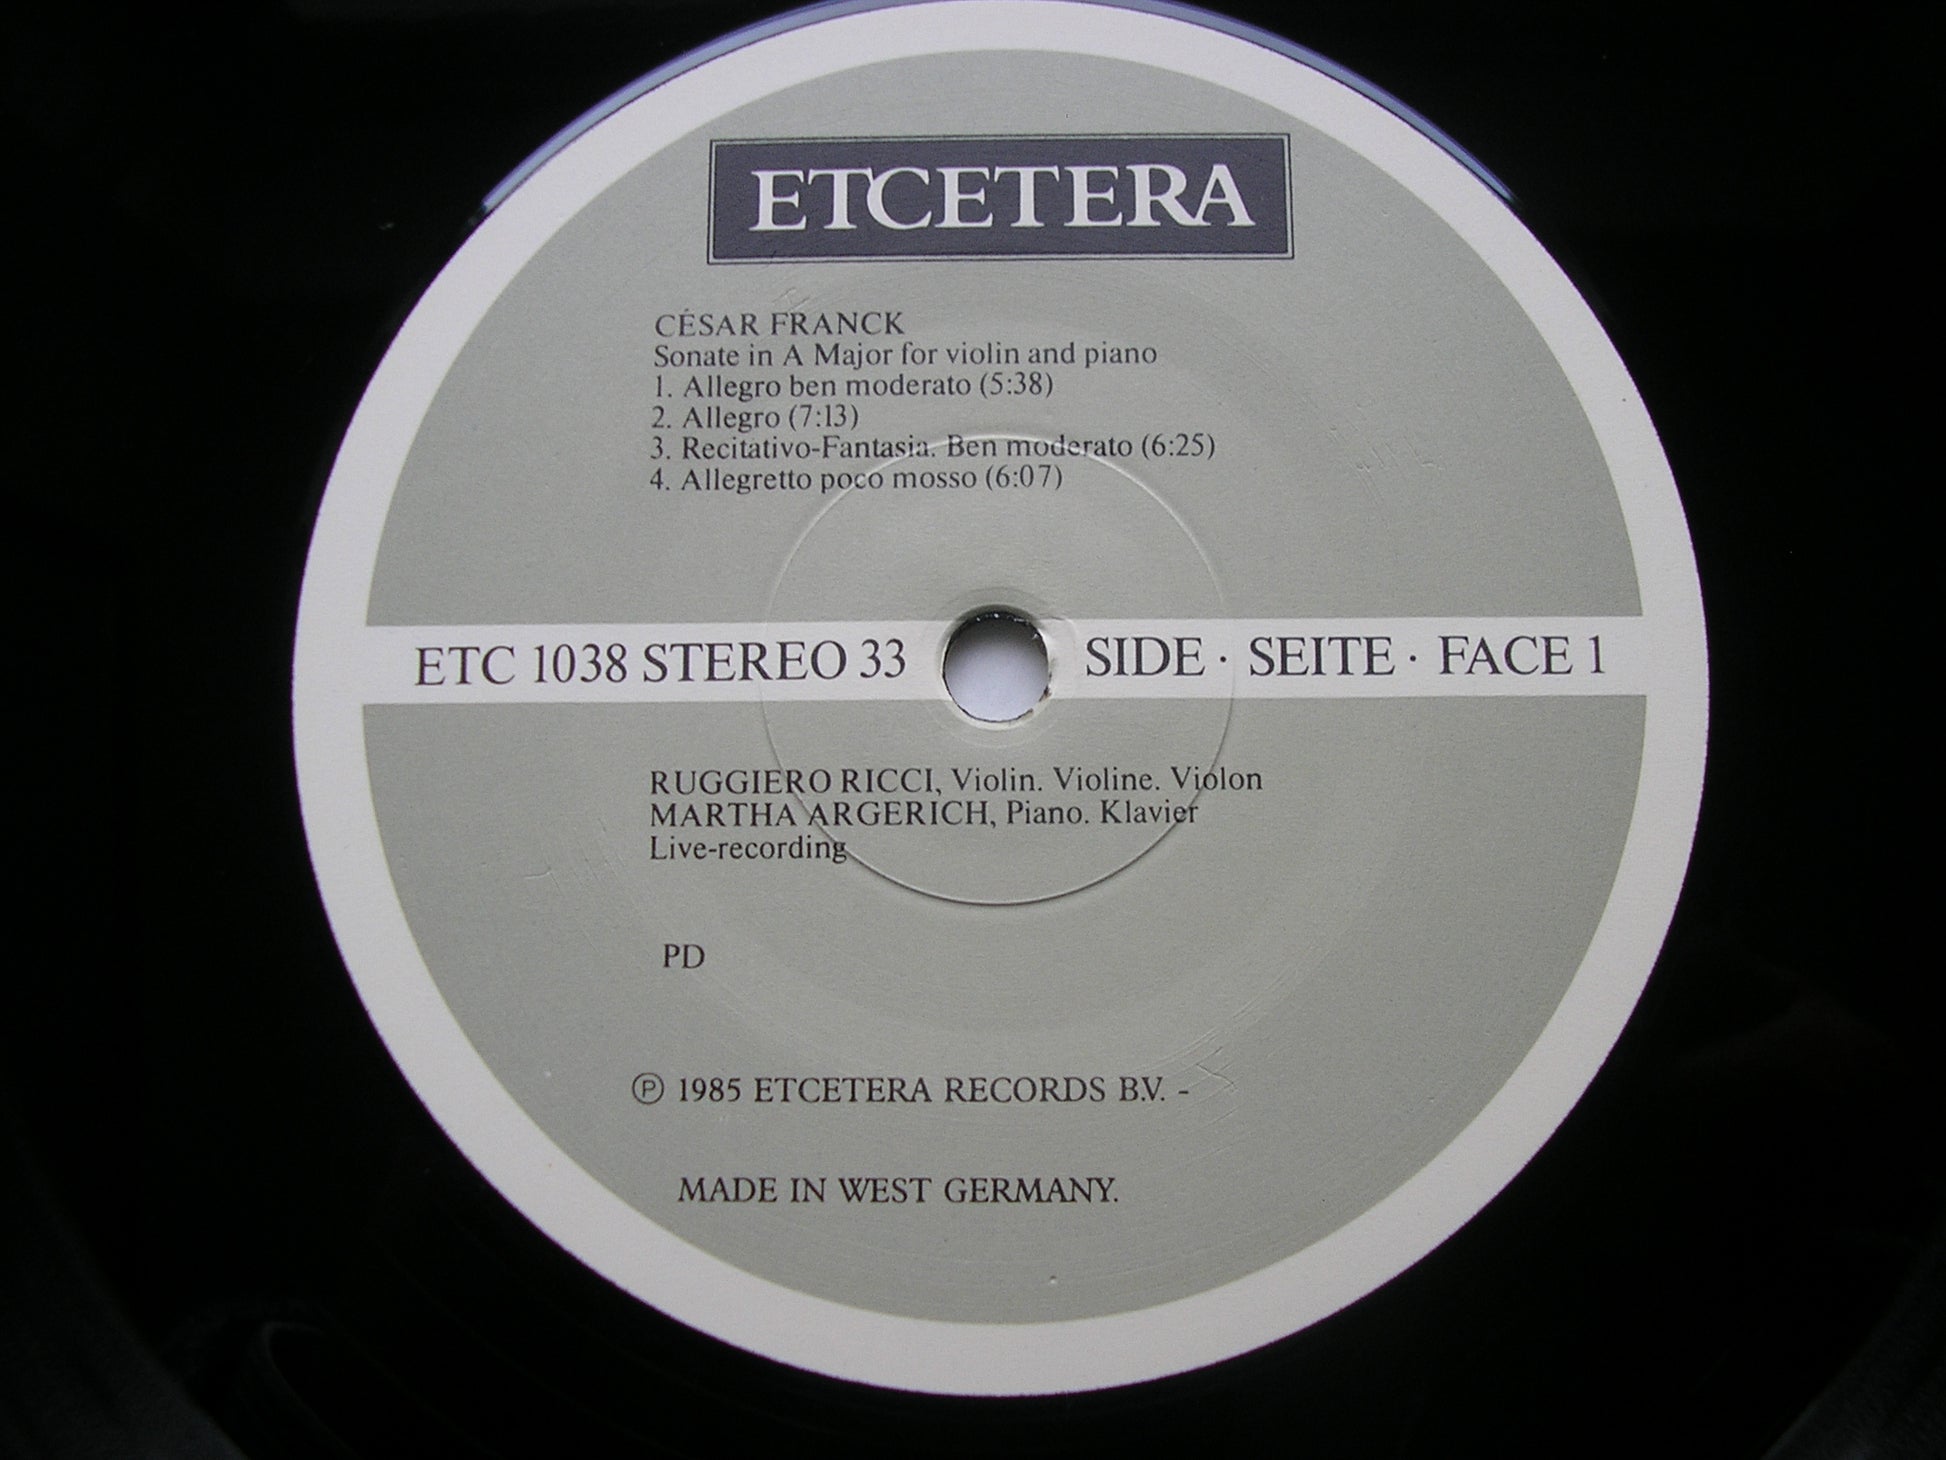 ETCETERA
CÉSAR FRANCK
Sonate in A Major for violin and piano
1. Allegro ben moderato (5:38)
2. Allegro (7:13)
3. Recitativo-Fantasia. Ben moderato (6:25)
4. Allegretto poco mosso (6:07)
ETC 1038 STEREO 33 SIDE · SEITE · FACE 1
RUGGIERO RICCI, Violin. Violine. Violon
MARTHA ARGERICH, Piano. Klavier
Live-recording
PD
℗ 1985 ETCETERA RECORDS B.V. -
MADE IN WEST GERMANY.